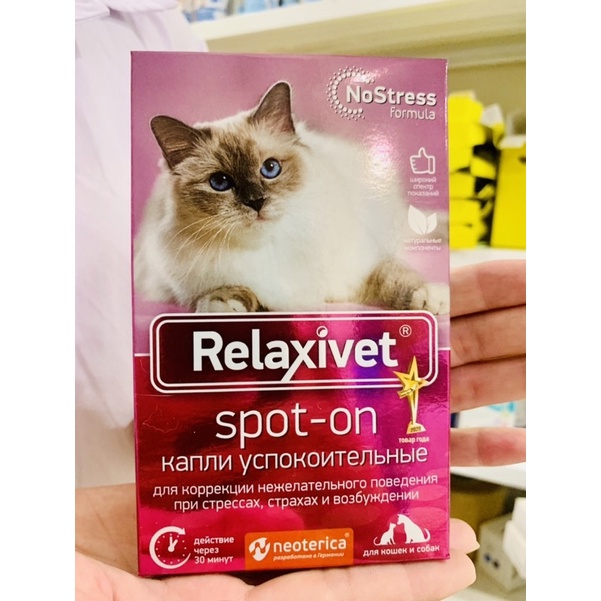 NoStress
formula
широкий
спектр
показаний
натуральные
компоненты
Relaxivet®
spot-on
2020
товар года
капли успокоительные
для коррекции нежелательного поведения
при стрессах, страхах и возбуждении
действие
через
30 минут
neoterica®
разработано в Германии
для кошек и собак